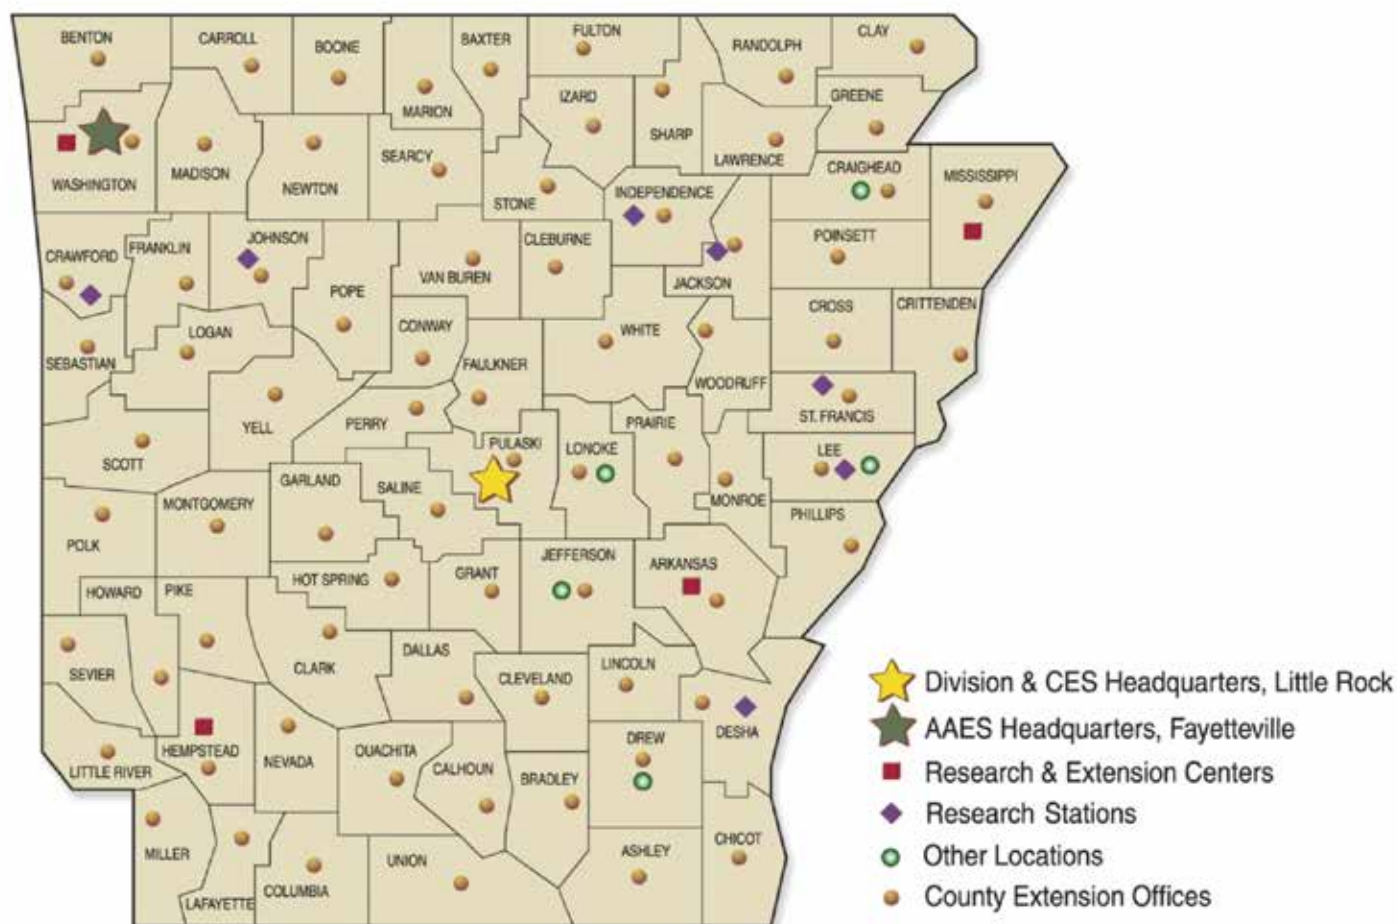 BENTON
CARROLL
BOONE
BAXTER
FULTON
RANDOLPH
CLAY
MARION
IZARD
SHARP
GREENE
LAWRENCE
WASHINGTON
MADISON
NEWTON
SEARCY
STONE
INDEPENDENCE
CRAIGHEAD
MISSISSIPPI
CRAWFORD
FRANKLIN
JOHNSON
POPE
VAN BUREN
CLEBURNE
JACKSON
POINSETT
SEBASTIAN
LOGAN
CONWAY
FAULKNER
WHITE
WOODRUFF
CROSS
CRITTENDEN
ST. FRANCIS
SCOTT
YELL
PERRY
PULASKI
LONOKE
PRAIRIE
MONROE
LEE
PHILLIPS
POLK
MONTGOMERY
GARLAND
SALINE
HOT SPRING
GRANT
JEFFERSON
ARKANSAS
HOWARD
PIKE
SEVIER
CLARK
DALLAS
CLEVELAND
LINCOLN
DESHA
LITTLE RIVER
HEMPSTEAD
NEVADA
OUACHITA
CALHOUN
BRADLEY
DREW
CHICOT
MILLER
LAFAYETTE
COLUMBIA
UNION
ASHLEY
Division & CES Headquarters, Little Rock
AAES Headquarters, Fayetteville
Research & Extension Centers
Research Stations
Other Locations
County Extension Offices